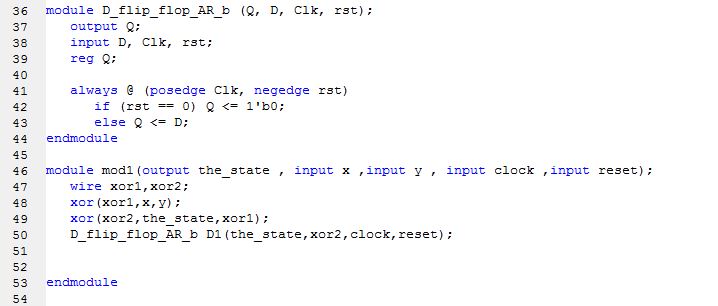 36 module D_flip_flop_AR_b (Q, D, Clk, rst);
37 output Q;
38 input D, Clk, rst;
39 reg Q;
40
41 always @ (posedge Clk, negedge rst)
42 if (rst == 0) Q <= 1'b0;
43 else Q <= D;
44 endmodule
45
46 module mod1(output the_state , input x ,input y , input clock ,input reset);
47 wire xor1,xor2;
48 xor(xor1,x,y);
49 xor(xor2,the_state,xor1);
50 D_flip_flop_AR_b D1(the_state,xor2,clock,reset);
51
52
53 endmodule
54